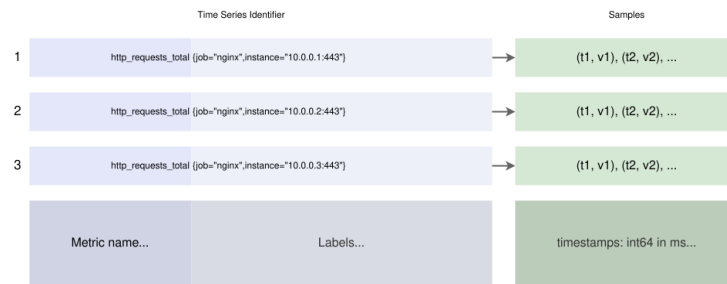 Time Series Identifier
Samples
1 http_requests_total {job="nginx",instance="10.0.0.1:443"} (t1, v1), (t2, v2), ...
2 http_requests_total {job="nginx",instance="10.0.0.2:443"} (t1, v1), (t2, v2), ...
3 http_requests_total {job="nginx",instance="10.0.0.3:443"} (t1, v1), (t2, v2), ...
Metric name... Labels... timestamps: int64 in ms...